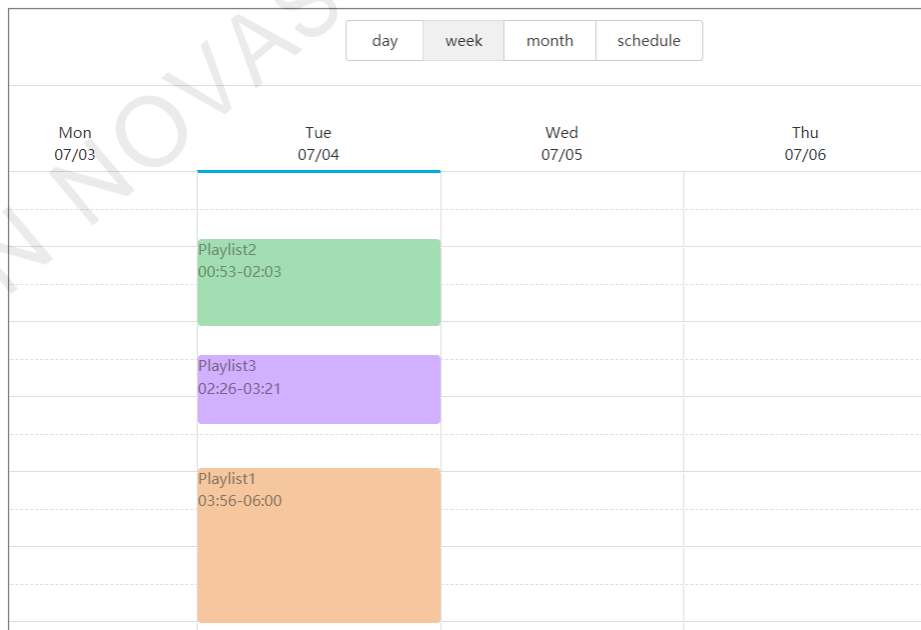 day week month schedule
Mon Tue Wed Thu
07/03 07/04 07/05 07/06
Playlist2
00:53-02:03
Playlist3
02:26-03:21
Playlist1
03:56-06:00
N NOVAS